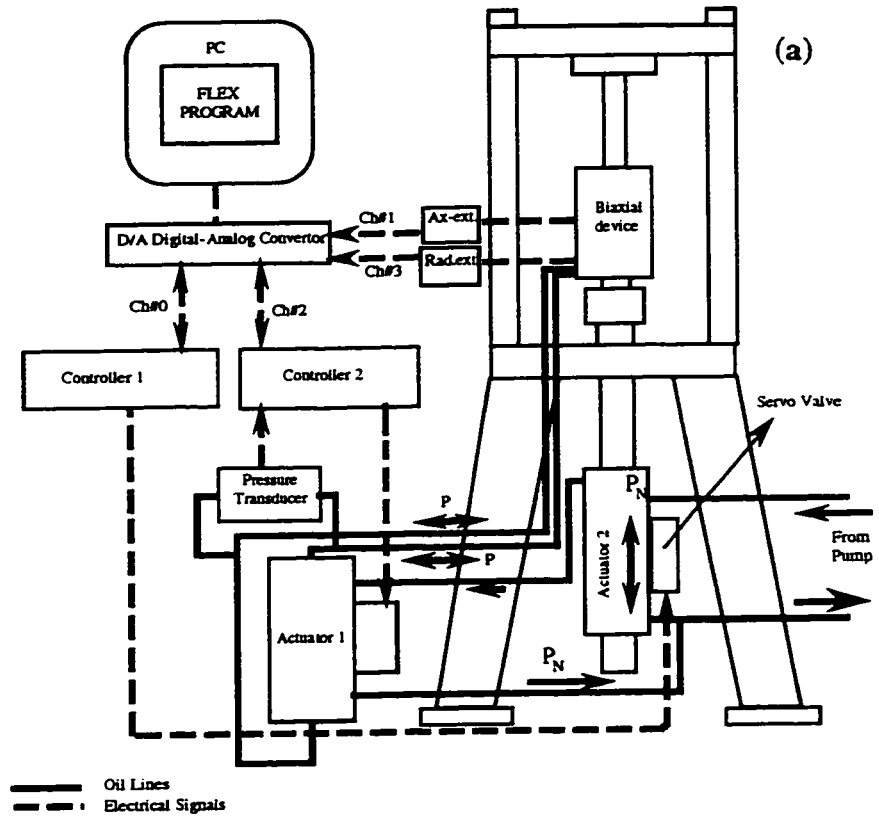 (a)
PC
FLEX
PROGRAM
D/A Digital-Analog Convertor
Ch#1
Ax-ext.
Ch#3
Rad.ext.
Biaxial
device
Ch#0
Ch#2
Controller 1
Controller 2
Servo Valve
Pressure
Transducer
P
P
P_N
Actuator 2
From
Pump
Actuator 1
P_N
Oil Lines
Electrical Signals